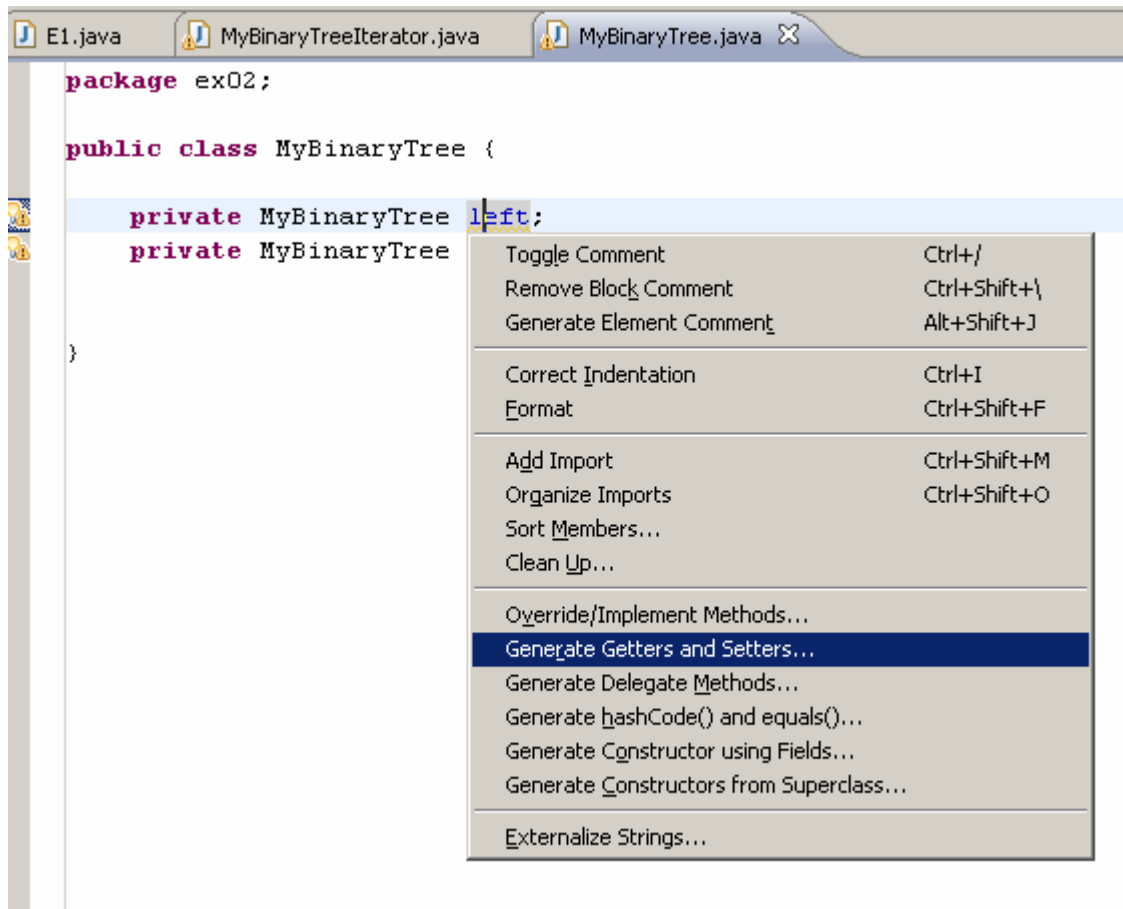 E1.java MyBinaryTreeIterator.java MyBinaryTree.java
package ex02;
public class MyBinaryTree {
private MyBinaryTree left;
private MyBinaryTree
}
Toggle Comment Ctrl+/
Remove Block Comment Ctrl+Shift+\
Generate Element Comment Alt+Shift+J
Correct Indentation Ctrl+I
Format Ctrl+Shift+F
Add Import Ctrl+Shift+M
Organize Imports Ctrl+Shift+O
Sort Members...
Clean Up...
Override/Implement Methods...
Generate Getters and Setters...
Generate Delegate Methods...
Generate hashCode() and equals()...
Generate Constructor using Fields...
Generate Constructors from Superclass...
Externalize Strings...